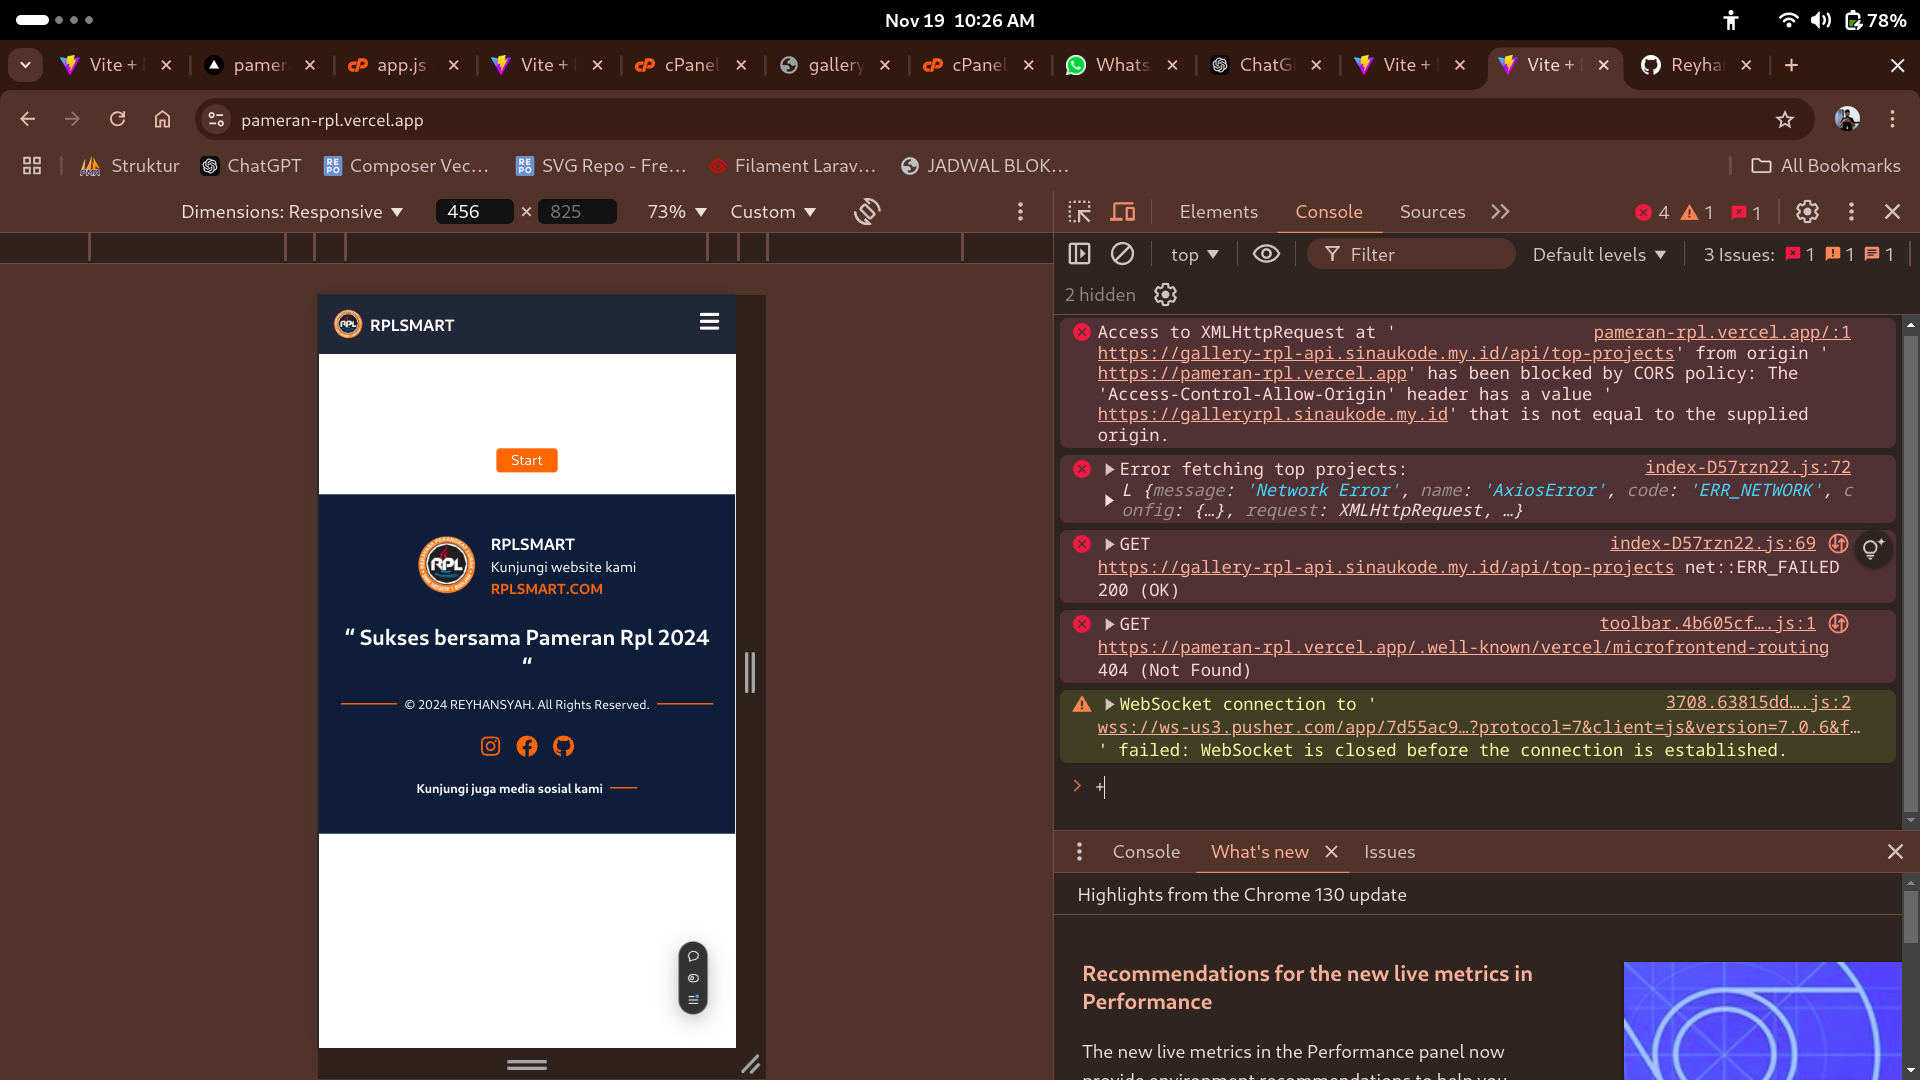 Nov 19 10:26 AM
78%
Vite +
pamer
app.js
Vite +
cPanel
gallery
cPanel
Whats
ChatG
Vite +
Vite +
Reyha
pameran-rpl.vercel.app
Struktur
ChatGPT
Composer Vec...
SVG Repo - Fre...
Filament Larav...
JADWAL BLOK...
All Bookmarks
Dimensions: Responsive
456 × 825
73%
Custom
Elements
Console
Sources
4
1
1
top
Filter
Default levels
3 Issues:
1
1
1
2 hidden
RPL
RPLSMART
Start
RPL
RPLSMART
Kunjungi website kami
RPLSMART.COM
“ Sukses bersama Pameran Rpl 2024
“
© 2024 REYHANSYAH. All Rights Reserved.
Kunjungi juga media sosial kami
Access to XMLHttpRequest at ' pameran-rpl.vercel.app/:1
https://gallery-rpl-api.sinaukode.my.id/api/top-projects' from origin '
https://pameran-rpl.vercel.app' has been blocked by CORS policy: The
'Access-Control-Allow-Origin' header has a value '
https://galleryrpl.sinaukode.my.id' that is not equal to the supplied
origin.
Error fetching top projects: index-D57rzn22.js:72
L {message: 'Network Error', name: 'AxiosError', code: 'ERR_NETWORK', c
onfig: {…}, request: XMLHttpRequest, …}
GET index-D57rzn22.js:69
https://gallery-rpl-api.sinaukode.my.id/api/top-projects net::ERR_FAILED
200 (OK)
GET toolbar.4b605cf….js:1
https://pameran-rpl.vercel.app/.well-known/vercel/microfrontend-routing
404 (Not Found)
WebSocket connection to ' 3708.63815dd….js:2
wss://ws-us3.pusher.com/app/7d55ac9…?protocol=7&client=js&version=7.0.6&f…
' failed: WebSocket is closed before the connection is established.
+
Console
What's new
Issues
Highlights from the Chrome 130 update
Recommendations for the new live metrics in
Performance
The new live metrics in the Performance panel now
provide environment recommendations to help you